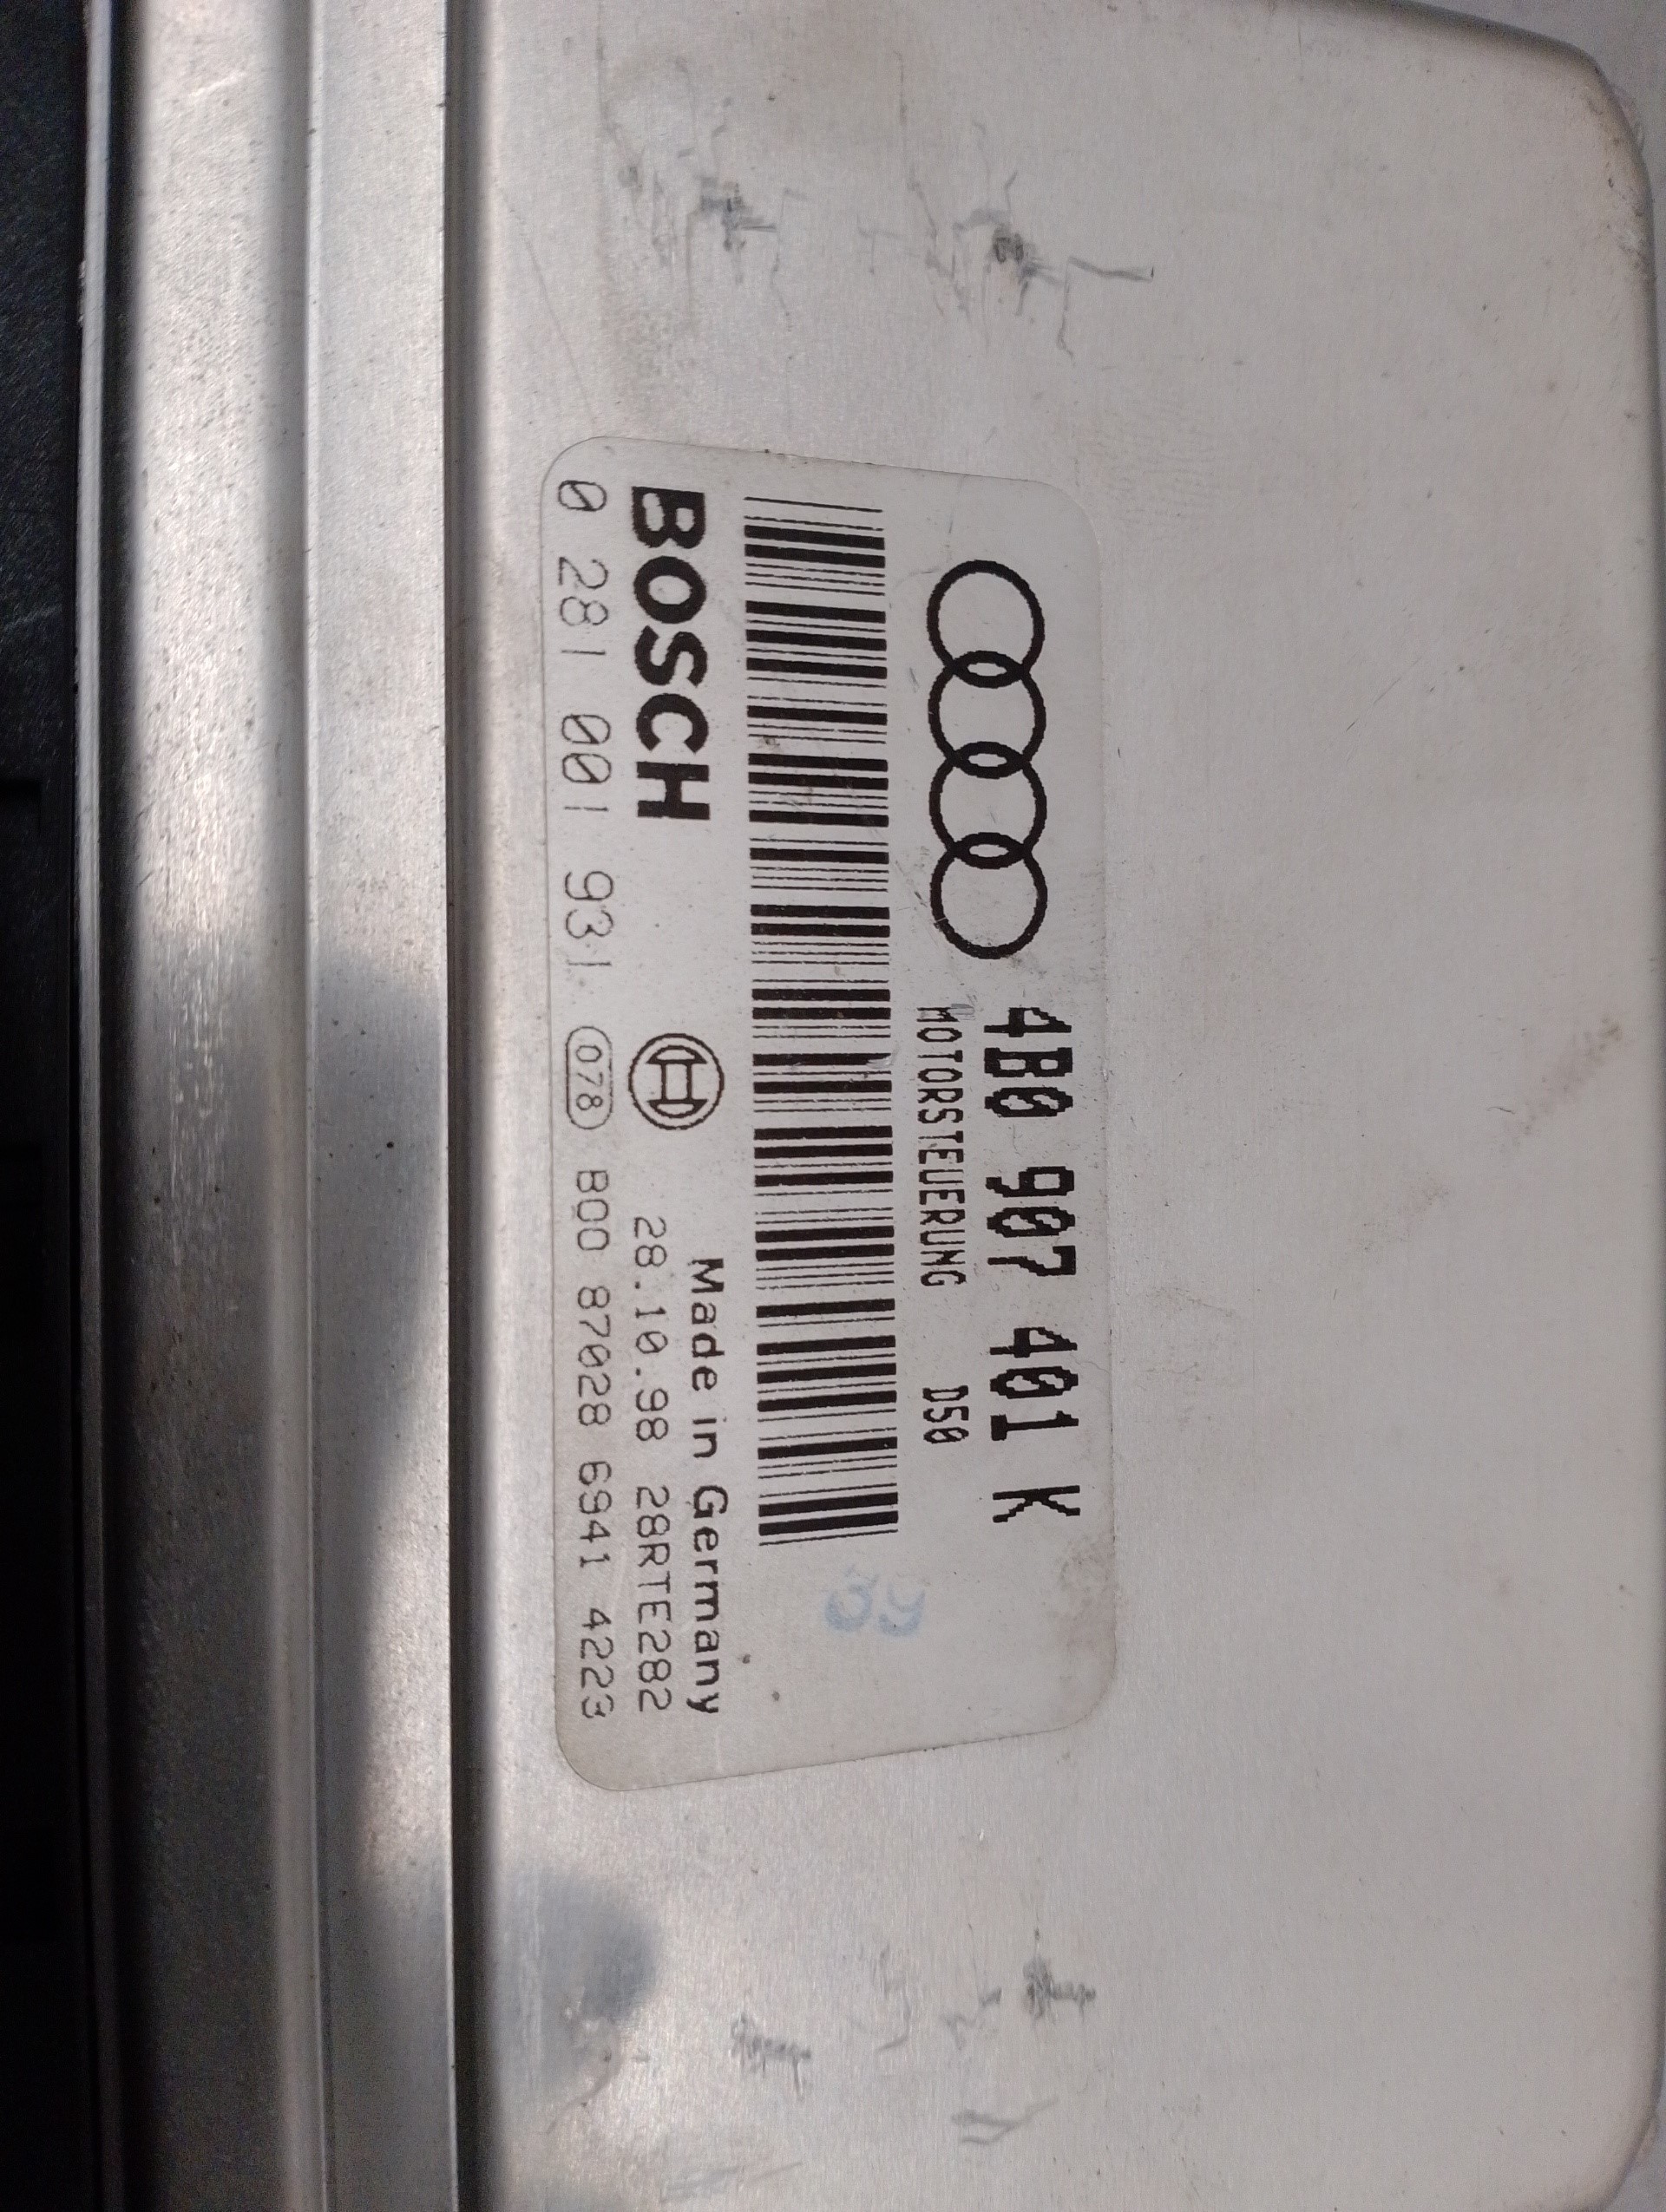 4B0 907 401 K
MOTORSTEUERUNG D50
BOSCH
Made in Germany
28.10.98 28RTE282
0 281 001 931 078 800 87028 6941 4223